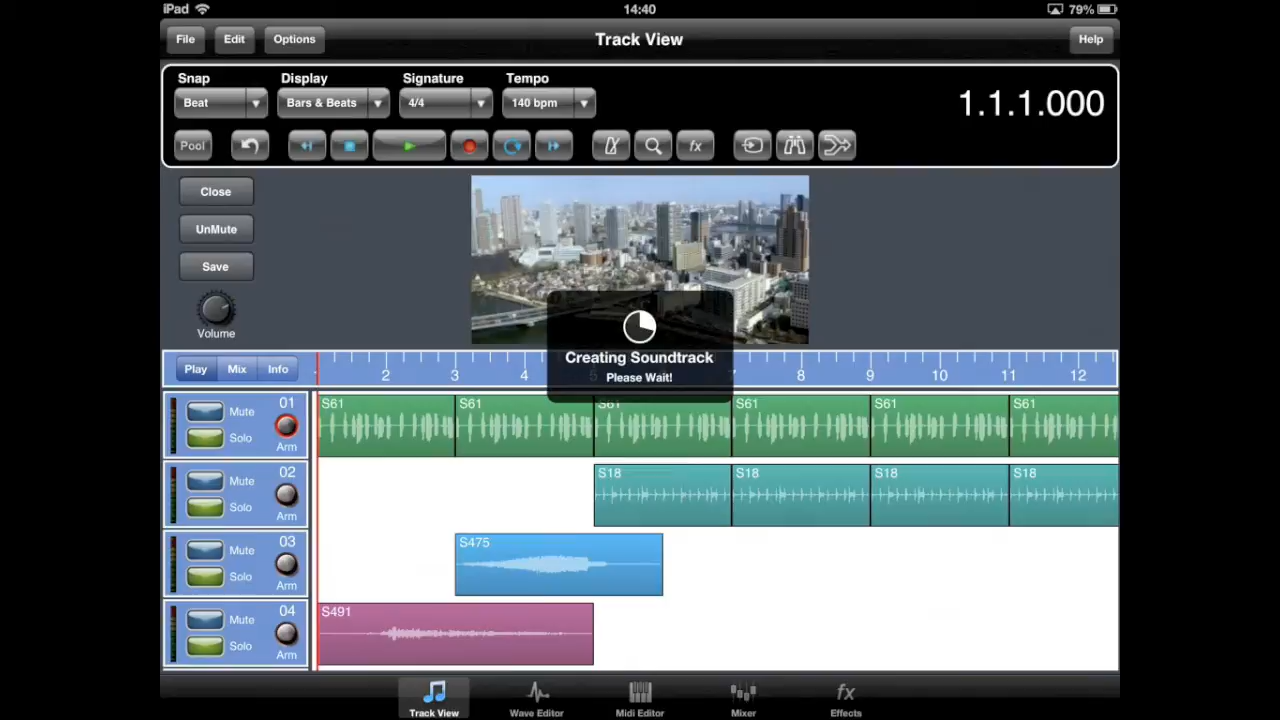 iPad 14:40 79%
File Edit Options Track View Help
Snap Display Signature Tempo
Beat Bars & Beats 4/4 140 bpm 1.1.1.000
Pool fx
Close
UnMute
Save
Volume
Creating Soundtrack
Please Wait!
Play Mix Info 2 3 4 5 7 8 9 10 11 12
Mute 01 S61 S61 S61 S61 S61 S61
Solo
Arm
Mute 02 S18 S18 S18 S18
Solo
Arm
Mute 03 S475
Solo
Arm
Mute 04 S491
Solo
Arm
fx
Track View Wave Editor Midi Editor Mixer Effects